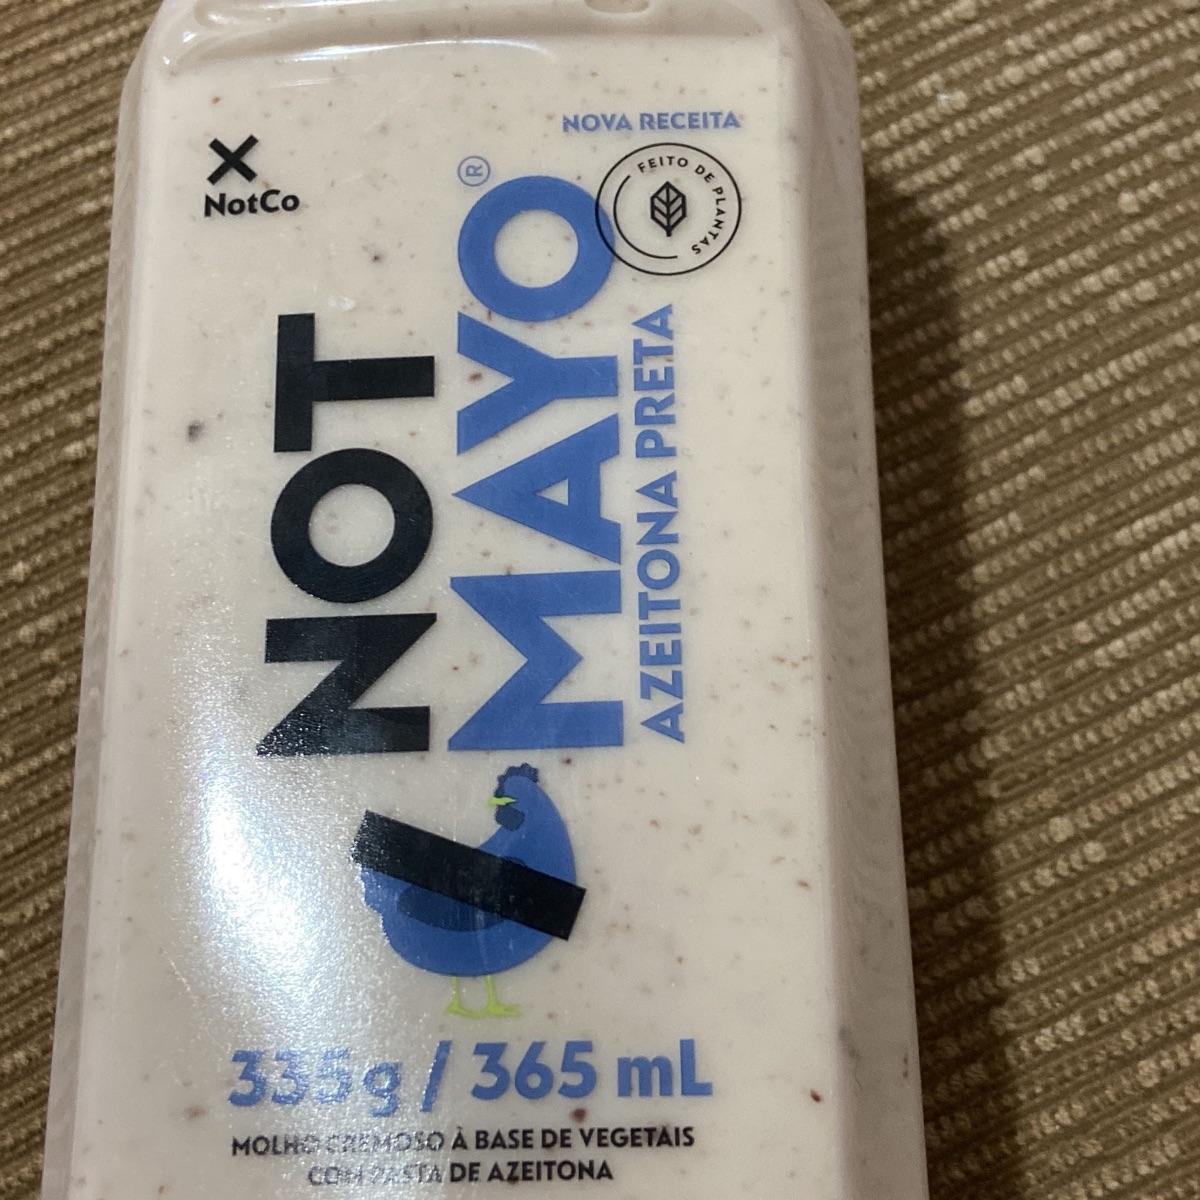 NOVA RECEITA
NotCo
FEITO DE PLANTAS
NOT
MAYO®
AZEITONA PRETA
335g / 365 mL
MOLHO CREMOSO À BASE DE VEGETAIS
COM PASTA DE AZEITONA